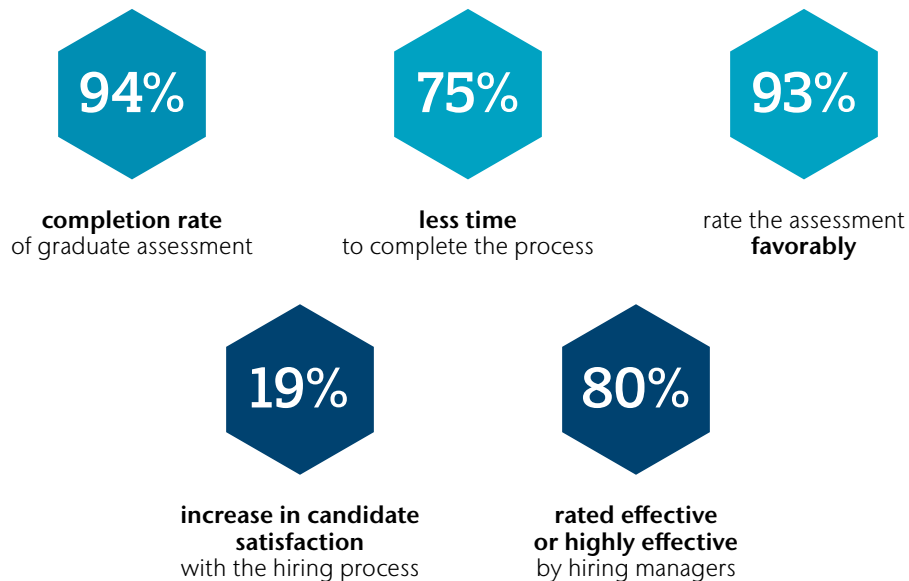 94%
completion rate
of graduate assessment
75%
less time
to complete the process
93%
rate the assessment
favorably
19%
increase in candidate
satisfaction
with the hiring process
80%
rated effective
or highly effective
by hiring managers